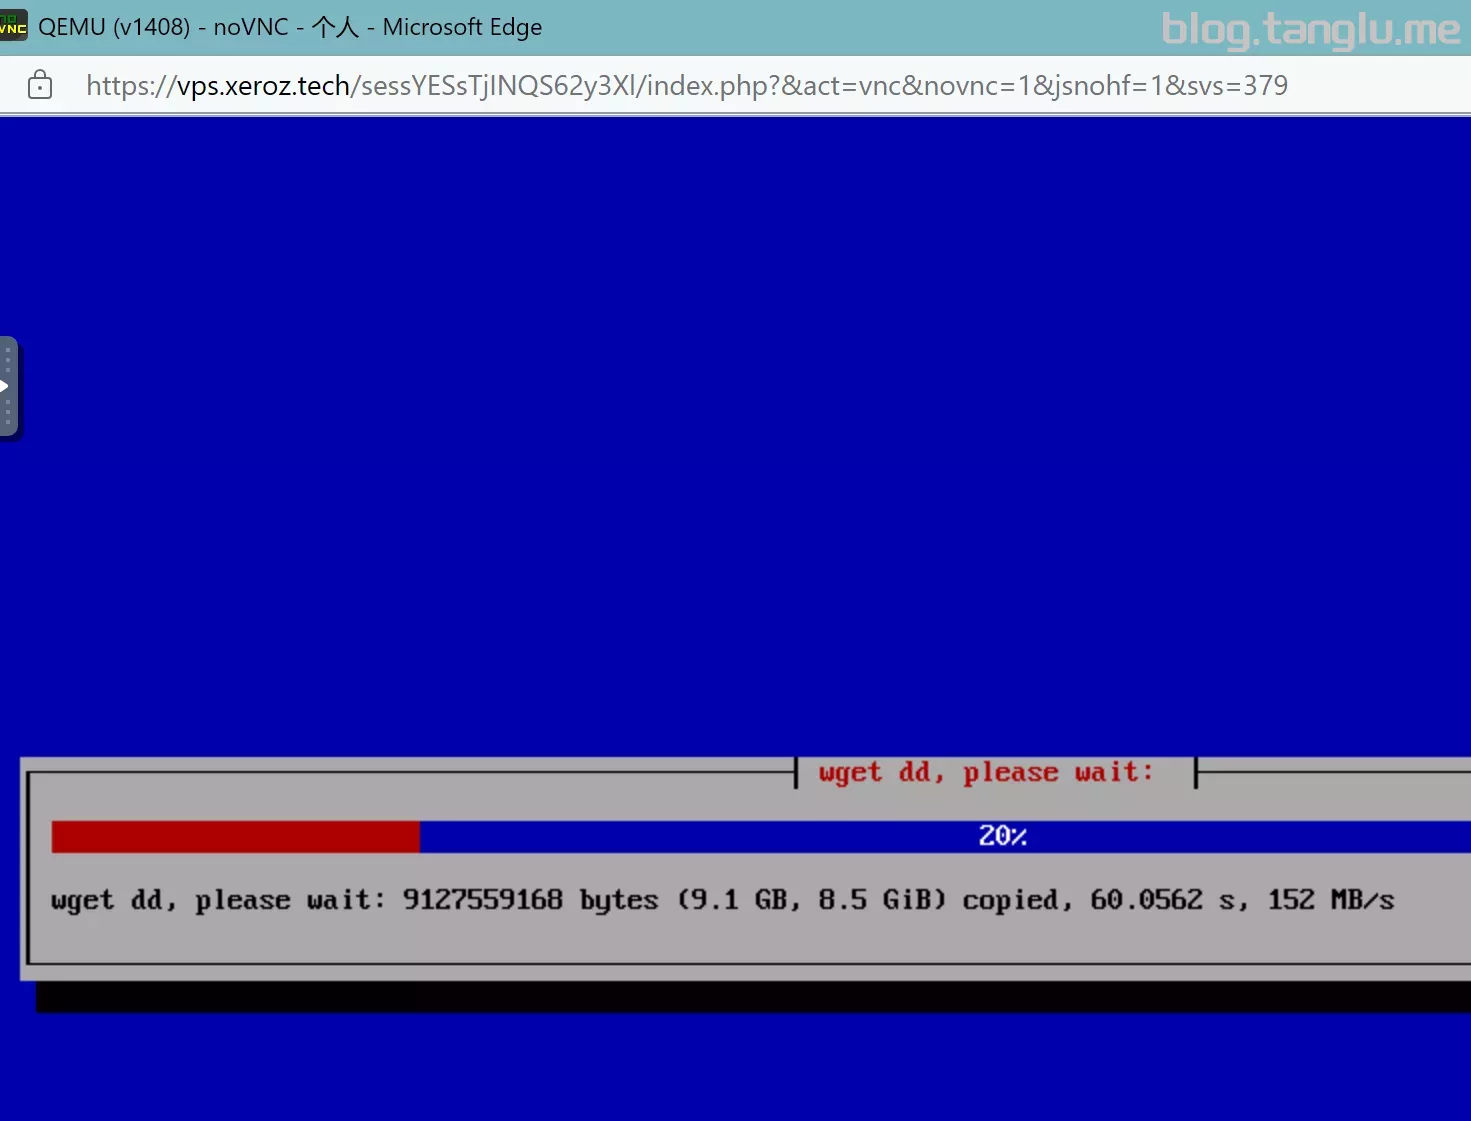 VNC QEMU (v1408) - noVNC - 个人 - Microsoft Edge
blog.tanglu.me
https://vps.xeroz.tech/sessYESsTjINQS62y3Xl/index.php?&act=vnc&novnc=1&jsnohf=1&svs=379
wget dd, please wait:
20%
wget dd, please wait: 9127559168 bytes (9.1 GB, 8.5 GiB) copied, 60.0562 s, 152 MB/s